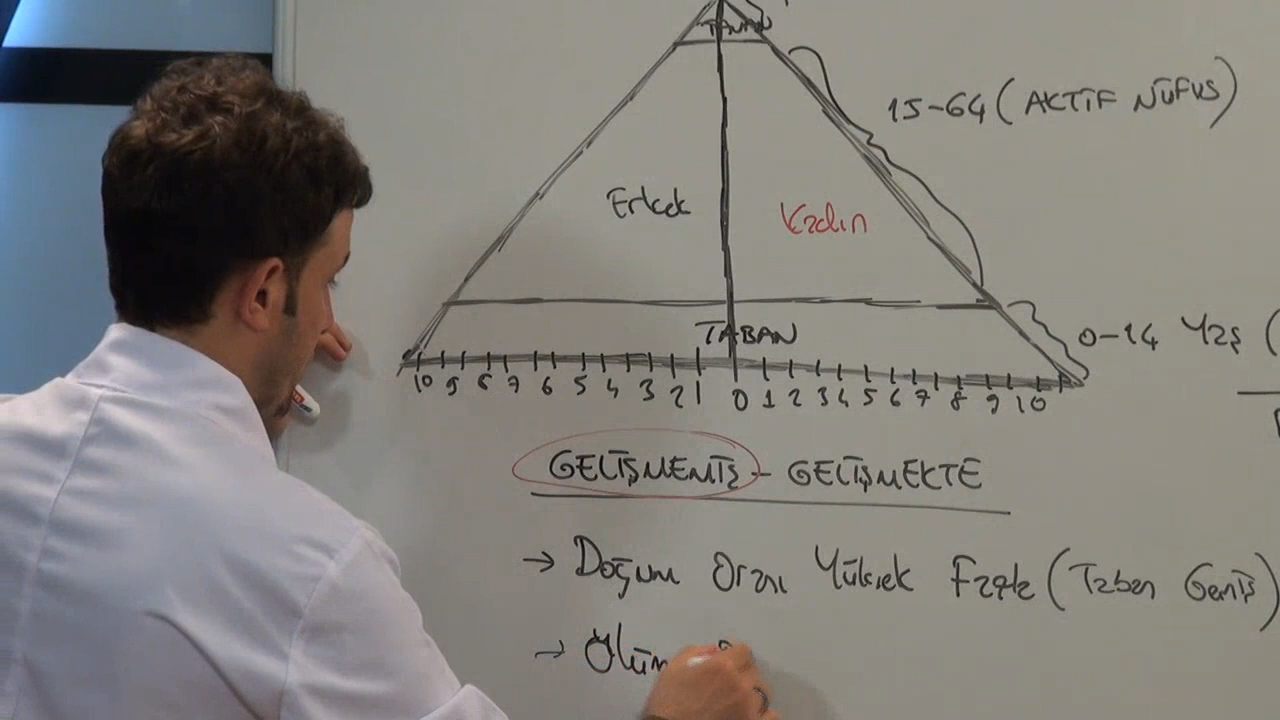 TAVAN
15-64 (AKTİF NÜFUS)
Erkek Kadın
TABAN
0-14 Yaş (
10 9 8 7 6 5 4 3 2 1 0 1 2 3 4 5 6 7 8 9 10
GELİŞMEMİŞ - GELİŞMEKTE
→ Doğum Oranı Yüksek Fazla (Taban Geniş)
→ Ölüm